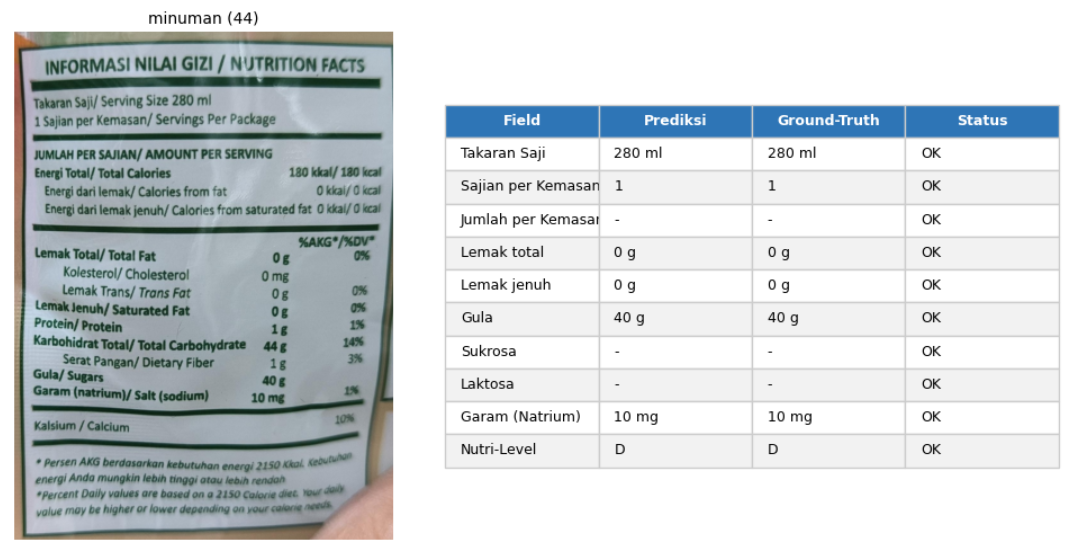 minuman (44)
INFORMASI NILAI GIZI / NUTRITION FACTS
Takaran Saji/ Serving Size 280 ml
1 Sajian per Kemasan/ Servings Per Package
JUMLAH PER SAJIAN/ AMOUNT PER SERVING
Energi Total/ Total Calories 180 kkal/ 180 kcal
Energi dari lemak/ Calories from fat 0 kkal/ 0 kcal
Energi dari lemak jenuh/ Calories from saturated fat 0 kkal/ 0 kcal
%AKG*/%DV*
Lemak Total/ Total Fat 0 g 0%
Kolesterol/ Cholesterol 0 mg
Lemak Trans/ Trans Fat 0 g 0%
Lemak Jenuh/ Saturated Fat 0 g 0%
Protein/ Protein 1 g 1%
Karbohidrat Total/ Total Carbohydrate 44 g 14%
Serat Pangan/ Dietary Fiber 1 g 3%
Gula/ Sugars 40 g
Garam (natrium)/ Salt (sodium) 10 mg 1%
Kalsium / Calcium 10%
* Persen AKG berdasarkan kebutuhan energi 2150 Kkal. Kebutuhan
energi Anda mungkin lebih tinggi atau lebih rendah
*Percent Daily values are based on a 2150 Calorie diet. Your daily
value may be higher or lower depending on your calorie needs.
Field Prediksi Ground-Truth Status
Takaran Saji 280 ml 280 ml OK
Sajian per Kemasan 1 1 OK
Jumlah per Kemasan - - OK
Lemak total 0 g 0 g OK
Lemak jenuh 0 g 0 g OK
Gula 40 g 40 g OK
Sukrosa - - OK
Laktosa - - OK
Garam (Natrium) 10 mg 10 mg OK
Nutri-Level D D OK